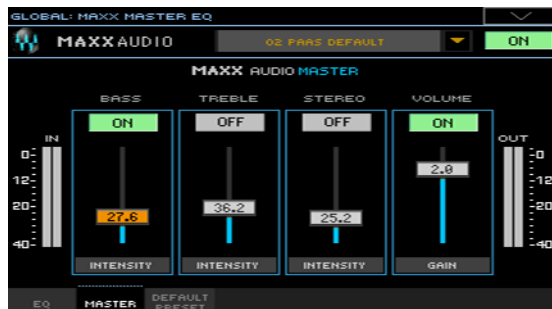 GLOBAL: MAXX MASTER EQ
MAXXAUDIO 02 PAAS DEFAULT ON
MAXX AUDIO MASTER
BASS TREBLE STEREO VOLUME
ON OFF OFF ON
IN OUT
0 0
2.0
12 12
20 36.2 20
27.6 25.2
40 40
INTENSITY INTENSITY INTENSITY GAIN
EQ MASTER DEFAULT
PRESET